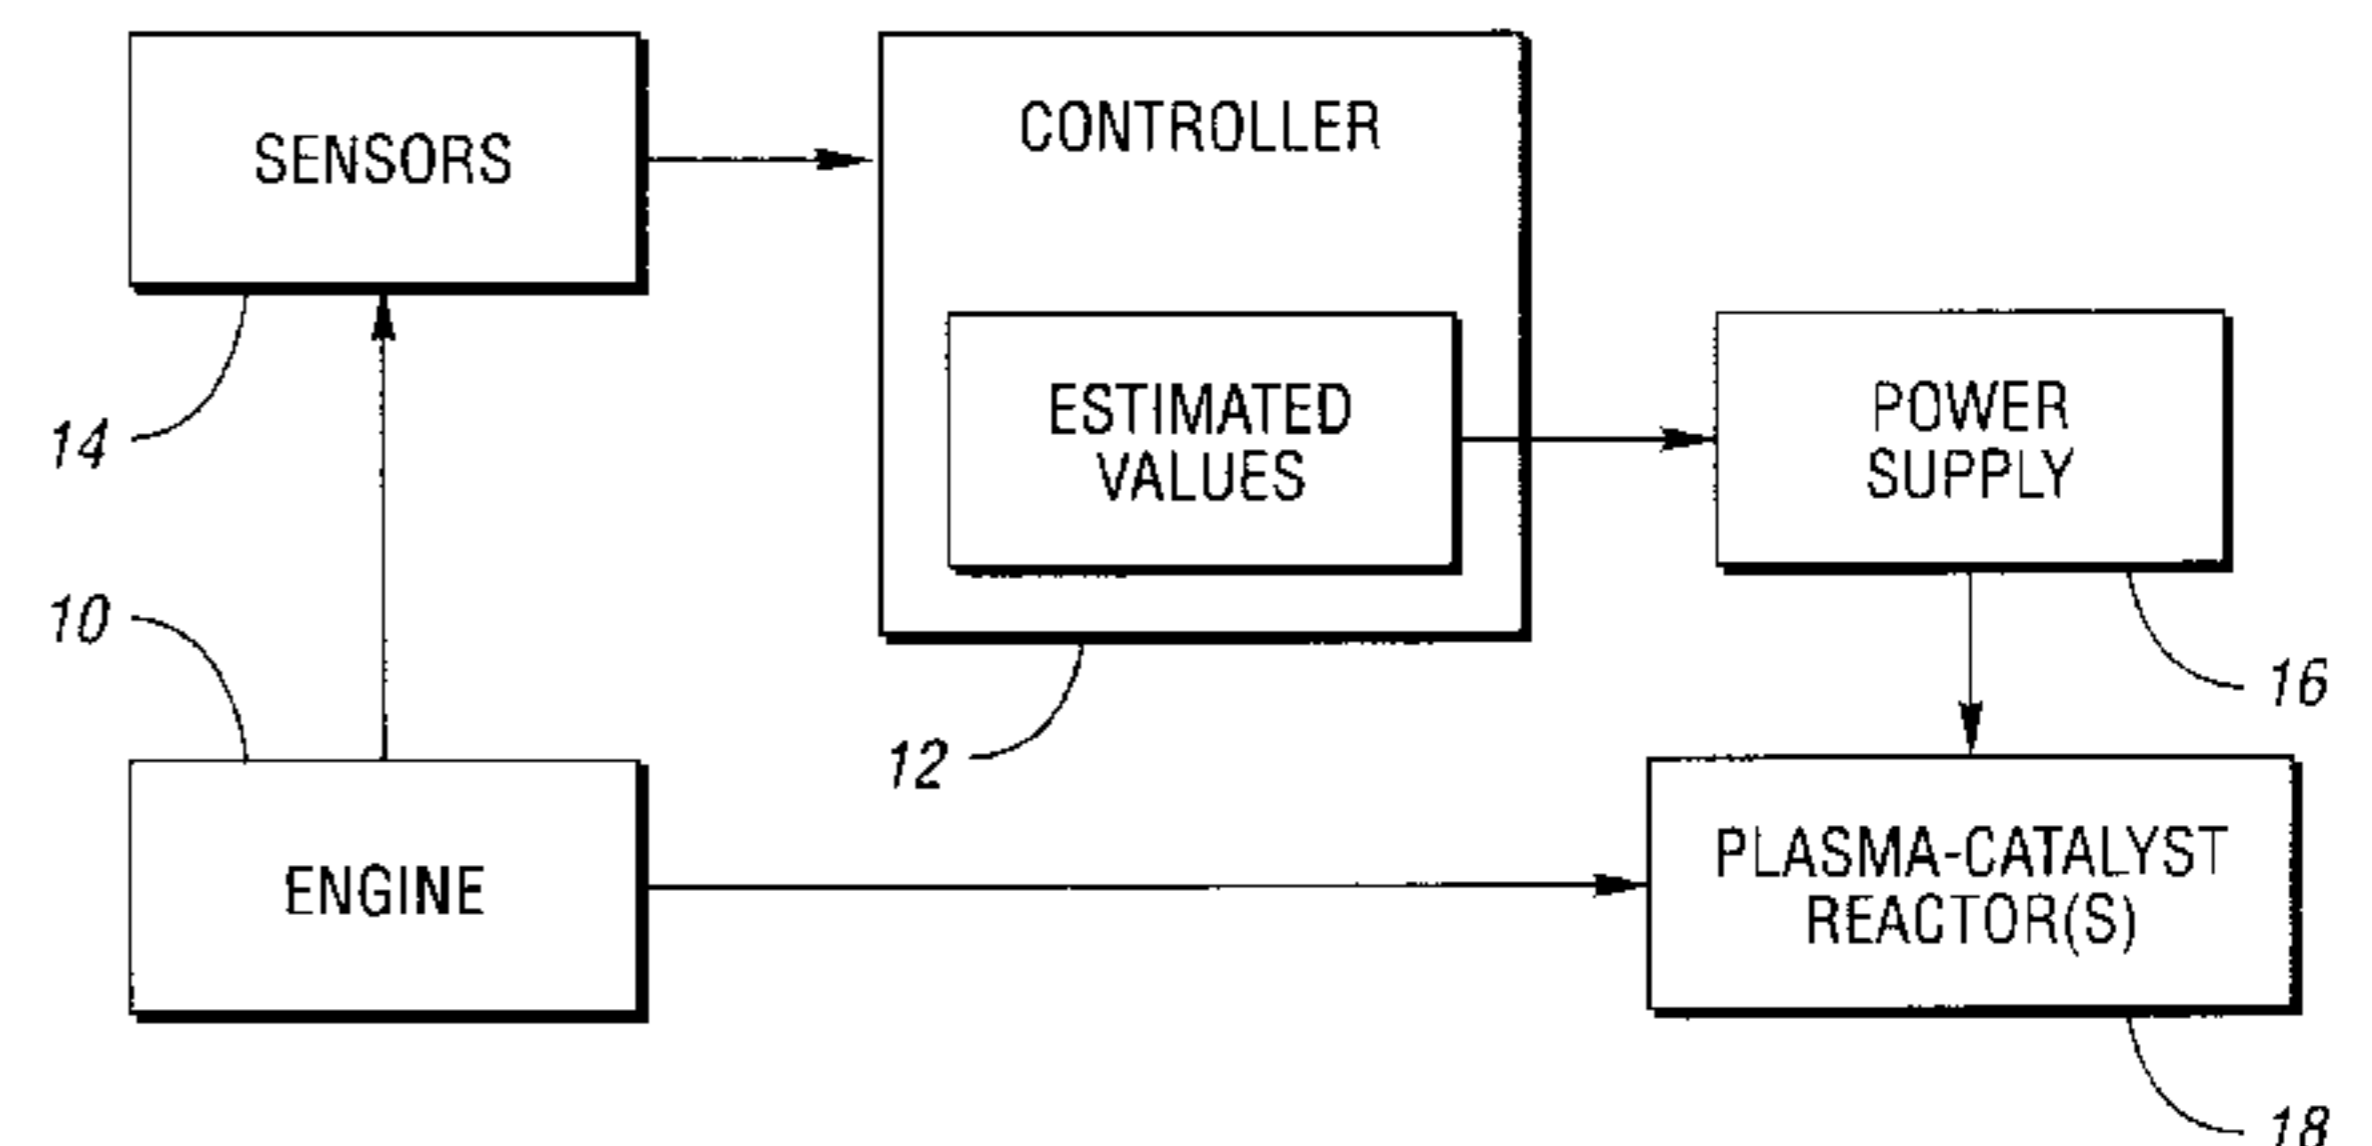 SENSORS
CONTROLLER
ESTIMATED
VALUES
POWER
SUPPLY
14
10
16
12
ENGINE
PLASMA-CATALYST
REACTOR(S)
18